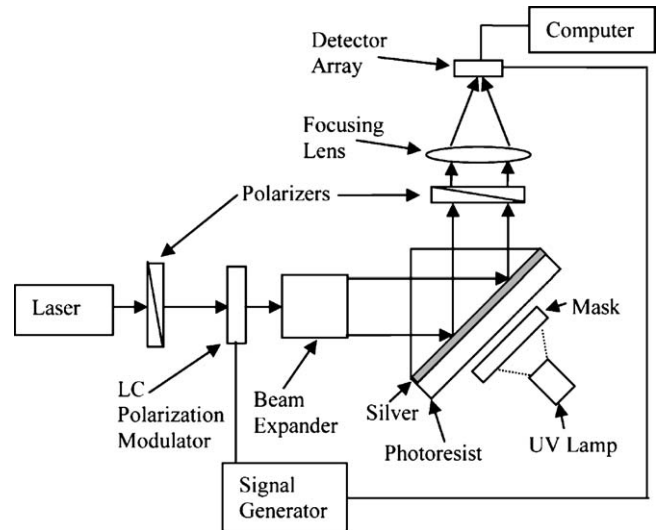 Computer
Detector
Array
Focusing
Lens
Polarizers
Laser
Mask
LC
Polarization
Modulator
Beam
Expander
Silver
Photoresist
UV Lamp
Signal
Generator